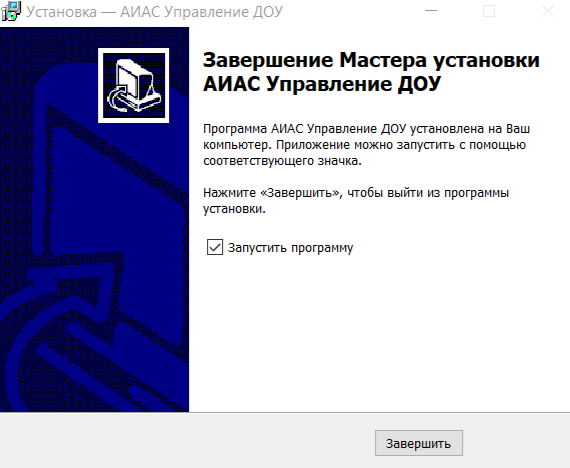 Установка — АИАС Управление ДОУ
Завершение Мастера установки
АИАС Управление ДОУ
Программа АИАС Управление ДОУ установлена на Ваш
компьютер. Приложение можно запустить с помощью
соответствующего значка.
Нажмите «Завершить», чтобы выйти из программы
установки.
Запустить программу
Завершить